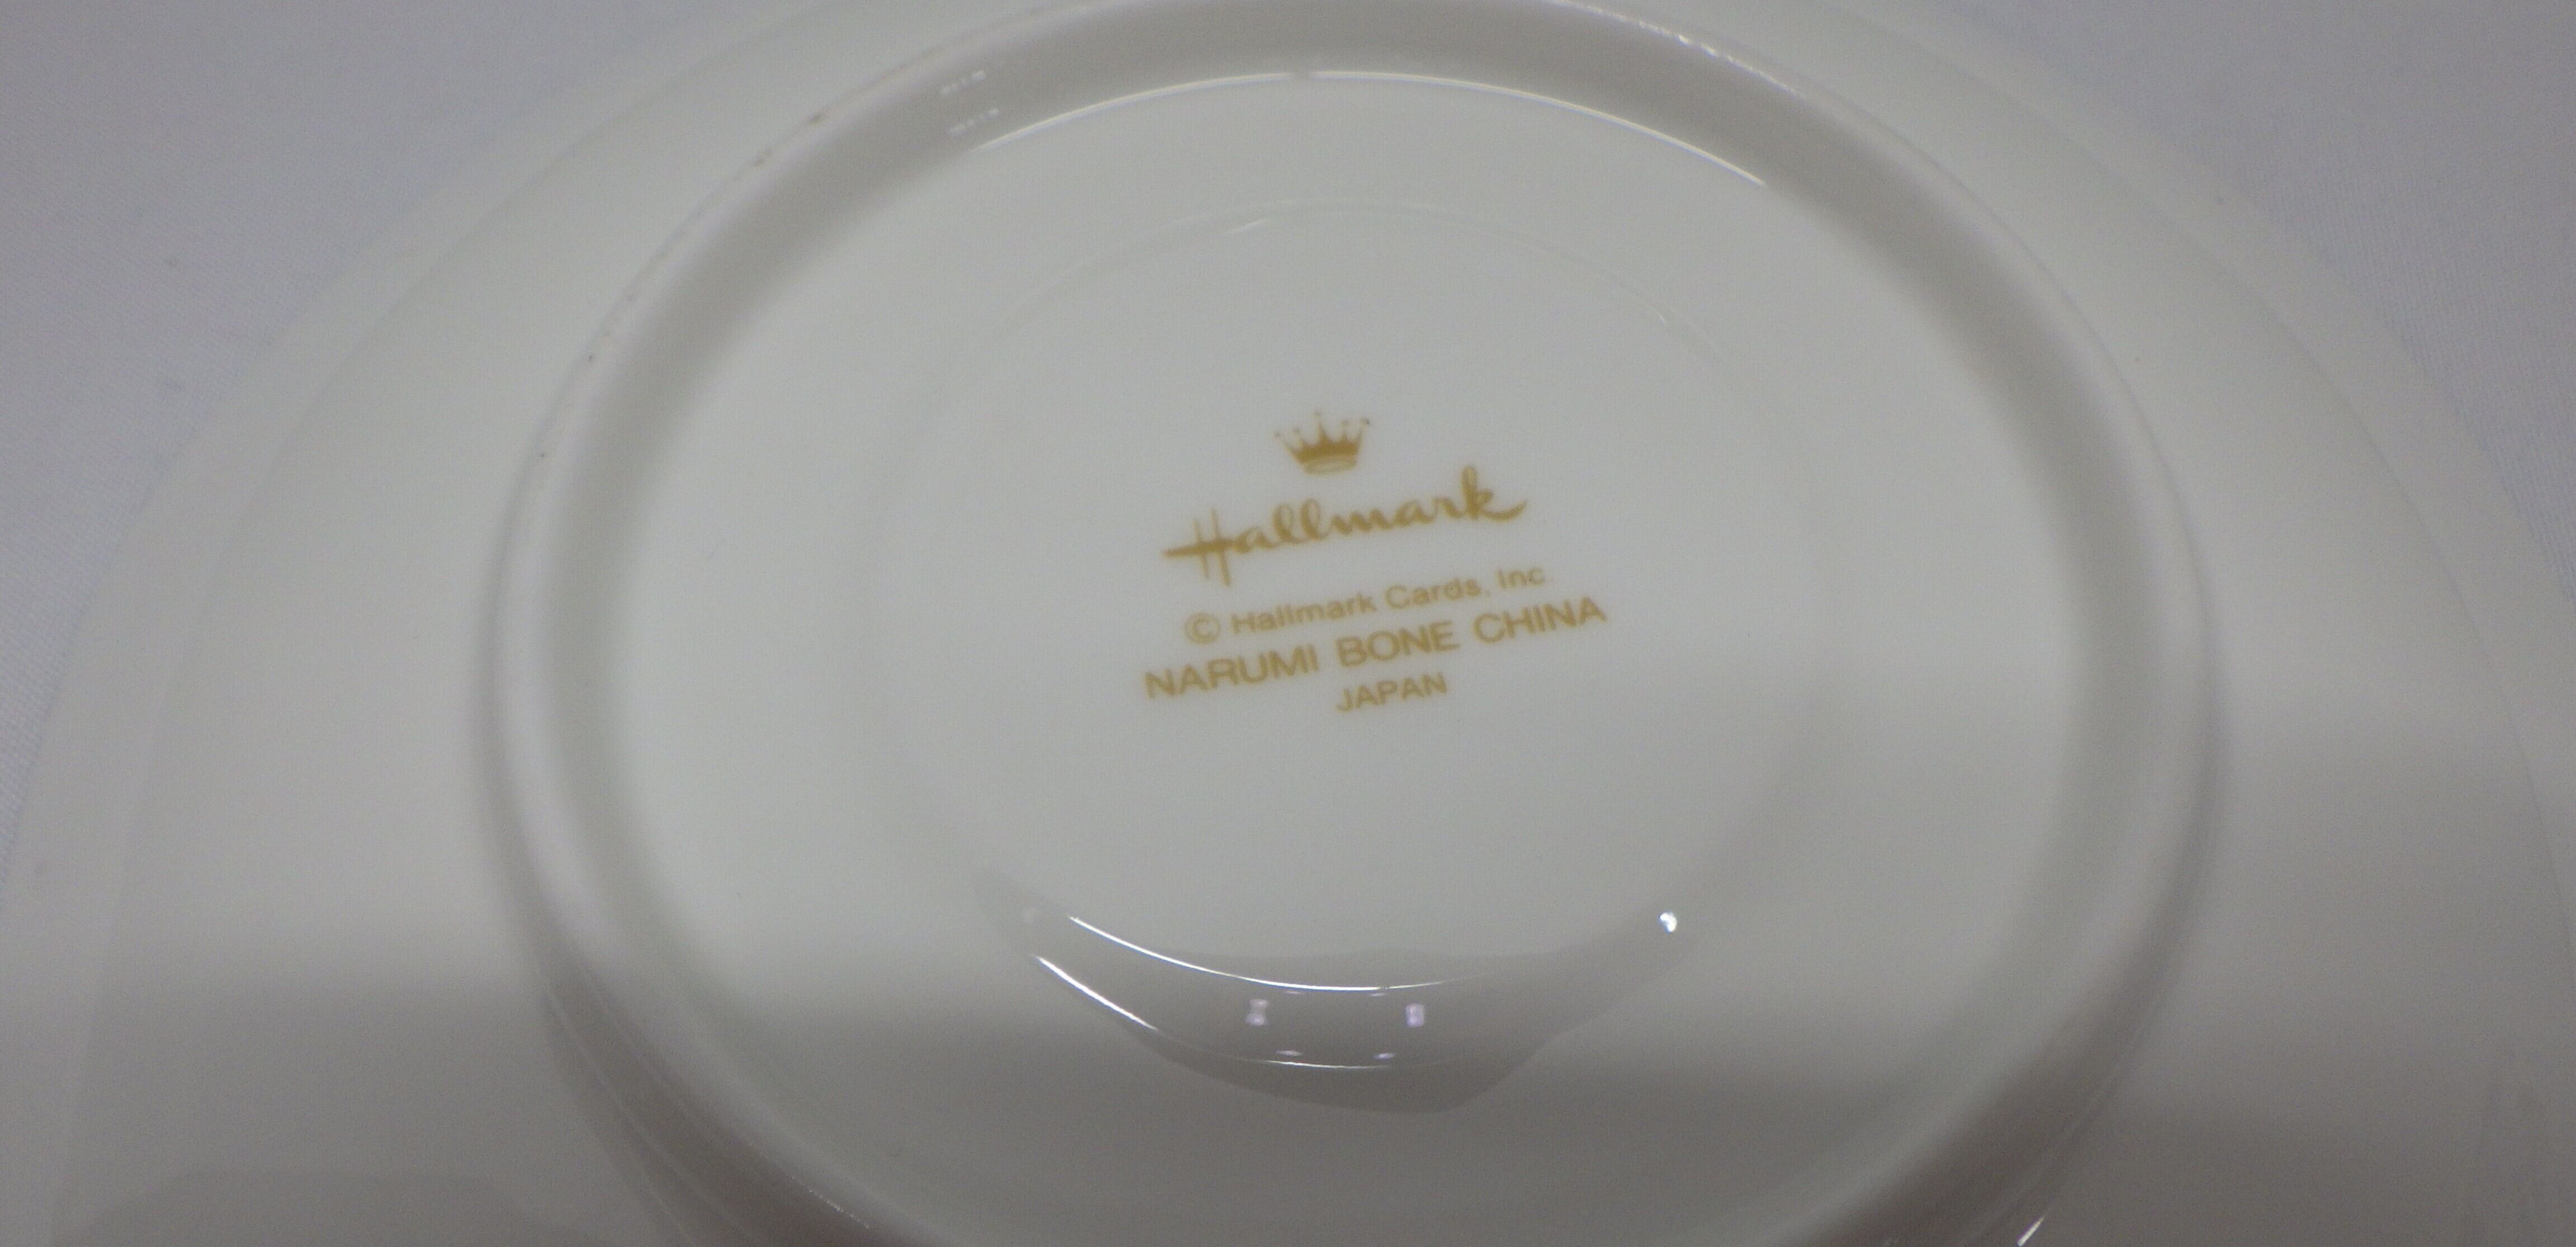 Hallmark
© Hallmark Cards, Inc
NARUMI BONE CHINA
JAPAN